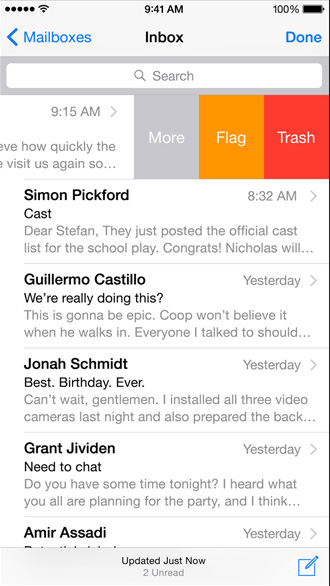 9:41 AM 100%
Mailboxes Inbox Done
Search
9:15 AM
eve how quickly the
e visit us again so…
More Flag Trash
Simon Pickford 8:32 AM
Cast
Dear Stefan, They just posted the official cast
list for the school play. Congrats! Nicholas will…
Guillermo Castillo Yesterday
We’re really doing this?
This is gonna be epic. Coop won’t believe it
when he walks in. Everyone I talked to should…
Jonah Schmidt Yesterday
Best. Birthday. Ever.
Can’t wait, gentlemen. I installed all three video
cameras last night and also prepared the back…
Grant Jividen Yesterday
Need to chat
Do you have some time tonight? I heard what
you all are planning for the party, and I think…
Amir Assadi Yesterday
Updated Just Now
2 Unread